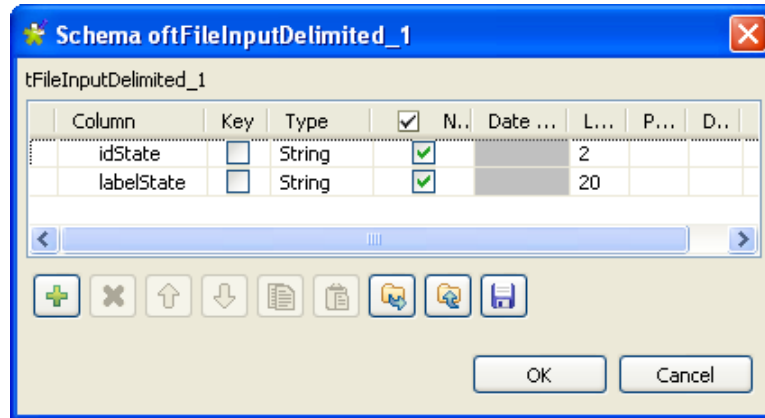 Schema oftFileInputDelimited_1
tFileInputDelimited_1
Column Key Type N.. Date ... L... P... D..
idState String 2
labelState String 20
OK Cancel